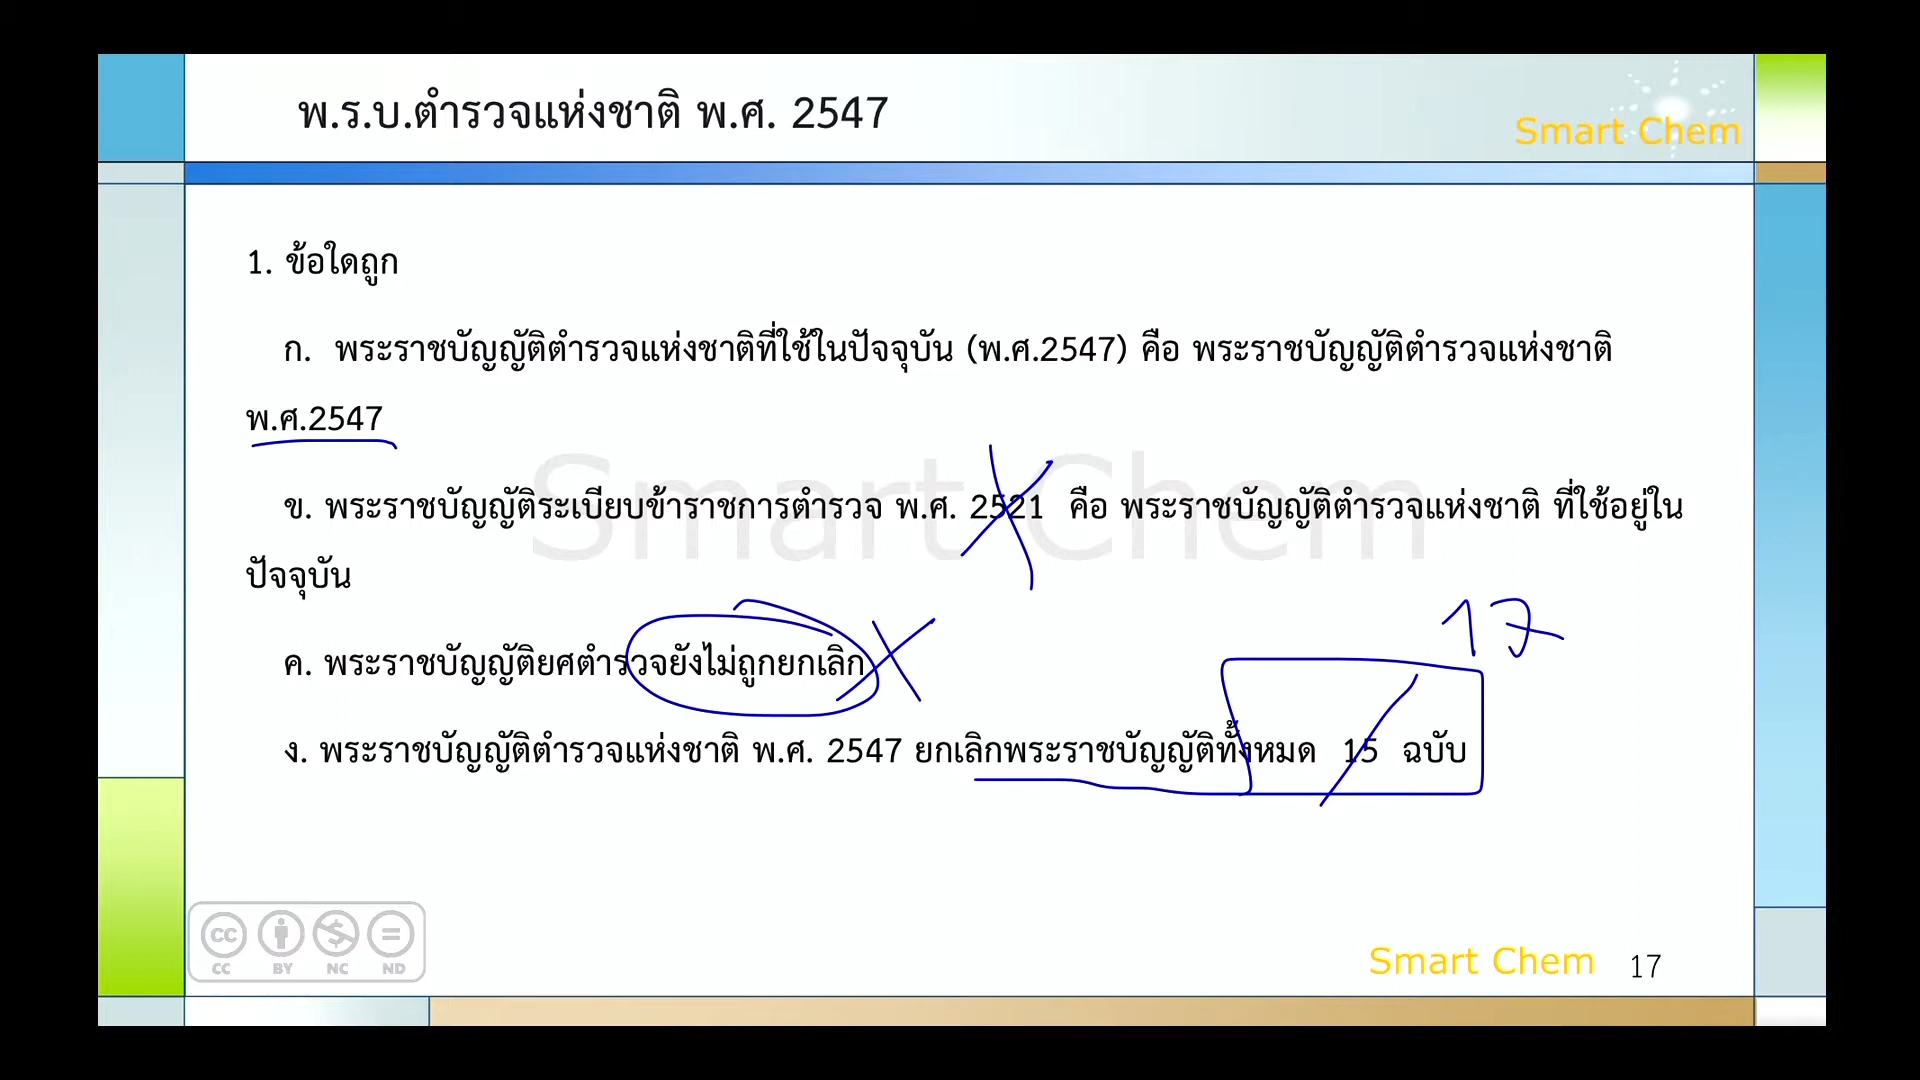 พ.ร.บ.ตำรวจแห่งชาติ พ.ศ. 2547
Smart Chem
1. ข้อใดถูก
ก. พระราชบัญญัติตำรวจแห่งชาติที่ใช้ในปัจจุบัน (พ.ศ.2547) คือ พระราชบัญญัติตำรวจแห่งชาติ
พ.ศ.2547
Smart Chem
ข. พระราชบัญญัติระเบียบข้าราชการตำรวจ พ.ศ. 2521 คือ พระราชบัญญัติตำรวจแห่งชาติ ที่ใช้อยู่ใน
ปัจจุบัน
17
ค. พระราชบัญญัติยศตำรวจยังไม่ถูกยกเลิก
ง. พระราชบัญญัติตำรวจแห่งชาติ พ.ศ. 2547 ยกเลิกพระราชบัญญัติทั้งหมด 15 ฉบับ
CC BY NC ND
Smart Chem 17